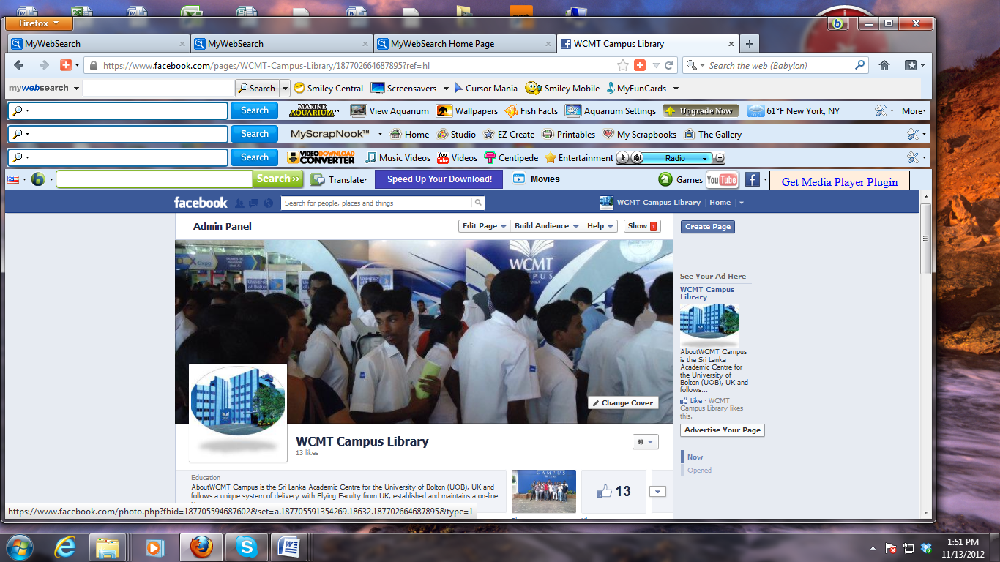 Firefox
MyWebSearch
MyWebSearch
MyWebSearch Home Page
WCMT Campus Library
https://www.facebook.com/pages/WCMT-Campus-Library/187702664687895?ref=hl
Search the web (Babylon)
mywebsearch
Search
Smiley Central
Screensavers
Cursor Mania
Smiley Mobile
MyFunCards
Search
MARINE AQUARIUM™
View Aquarium
Wallpapers
Fish Facts
Aquarium Settings
Upgrade Now
61°F New York, NY
More
Search
MyScrapNook™
Home
Studio
EZ Create
Printables
My Scrapbooks
The Gallery
Search
VIDEO DOWNLOAD CONVERTER
Music Videos
You Tube
Videos
Centipede
Entertainment
Radio
b
Search >>
Translate
Speed Up Your Download!
Movies
Games
YouTube
Get Media Player Plugin
facebook
Search for people, places and things
WCMT Campus Library
Home
Admin Panel
Edit Page
Build Audience
Help
Show 1
Create Page
WCMT
CAMPUS
University of Bolton
Change Cover
See Your Ad Here
WCMT Campus
Library
AboutWCMT Campus
is the Sri Lanka
Academic Centre for
the University of
Bolton (UOB), UK and
follows...
Like · WCMT
Campus Library likes
this.
Advertise Your Page
Now
Opened
WCMT Campus Library
13 likes
Education
AboutWCMT Campus is the Sri Lanka Academic Centre for the University of Bolton (UOB), UK and
follows a unique system of delivery with Flying Faculty from UK, established and maintains a on-line
CAMPUS
13
https://www.facebook.com/photo.php?fbid=187705594687602&set=a.187705591354269.18632.187702664687895&type=1
1:51 PM
11/13/2012